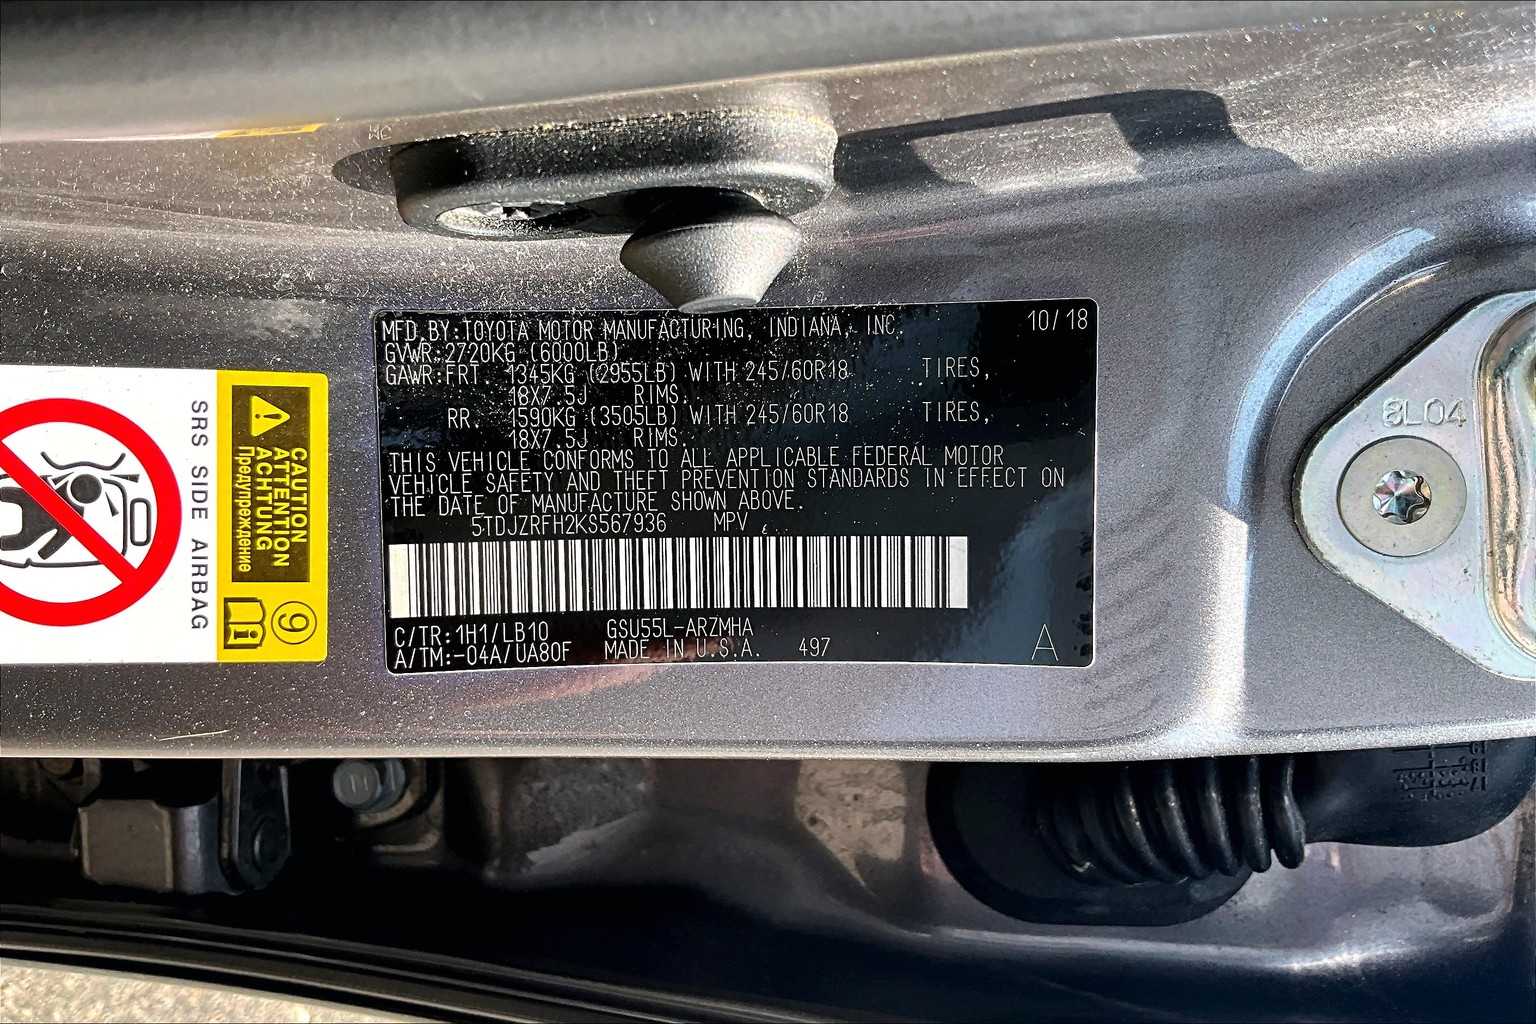 HC
MFD. BY: TOYOTA MOTOR MANUFACTURING, INDIANA, INC. 10/18
GVWR: 2720KG (6000LB)
GAWR: FRT. 1345KG (2955LB) WITH 245/60R18 TIRES,
18X7.5J RIMS.
RR. 1590KG (3505LB) WITH 245/60R18 TIRES,
18X7.5J RIMS.
THIS VEHICLE CONFORMS TO ALL APPLICABLE FEDERAL MOTOR
VEHICLE SAFETY AND THEFT PREVENTION STANDARDS IN EFFECT ON
THE DATE OF MANUFACTURE SHOWN ABOVE.
5TDJZRFH2KS567936 MPV
C/TR: 1H1/LB10 GSU55L-ARZMHA
A/TM: -04A/UA80F MADE IN U.S.A. 497 A
CAUTION
ATTENTION
ACHTUNG
Предупреждение
SRS SIDE AIRBAG
9
6L04
11